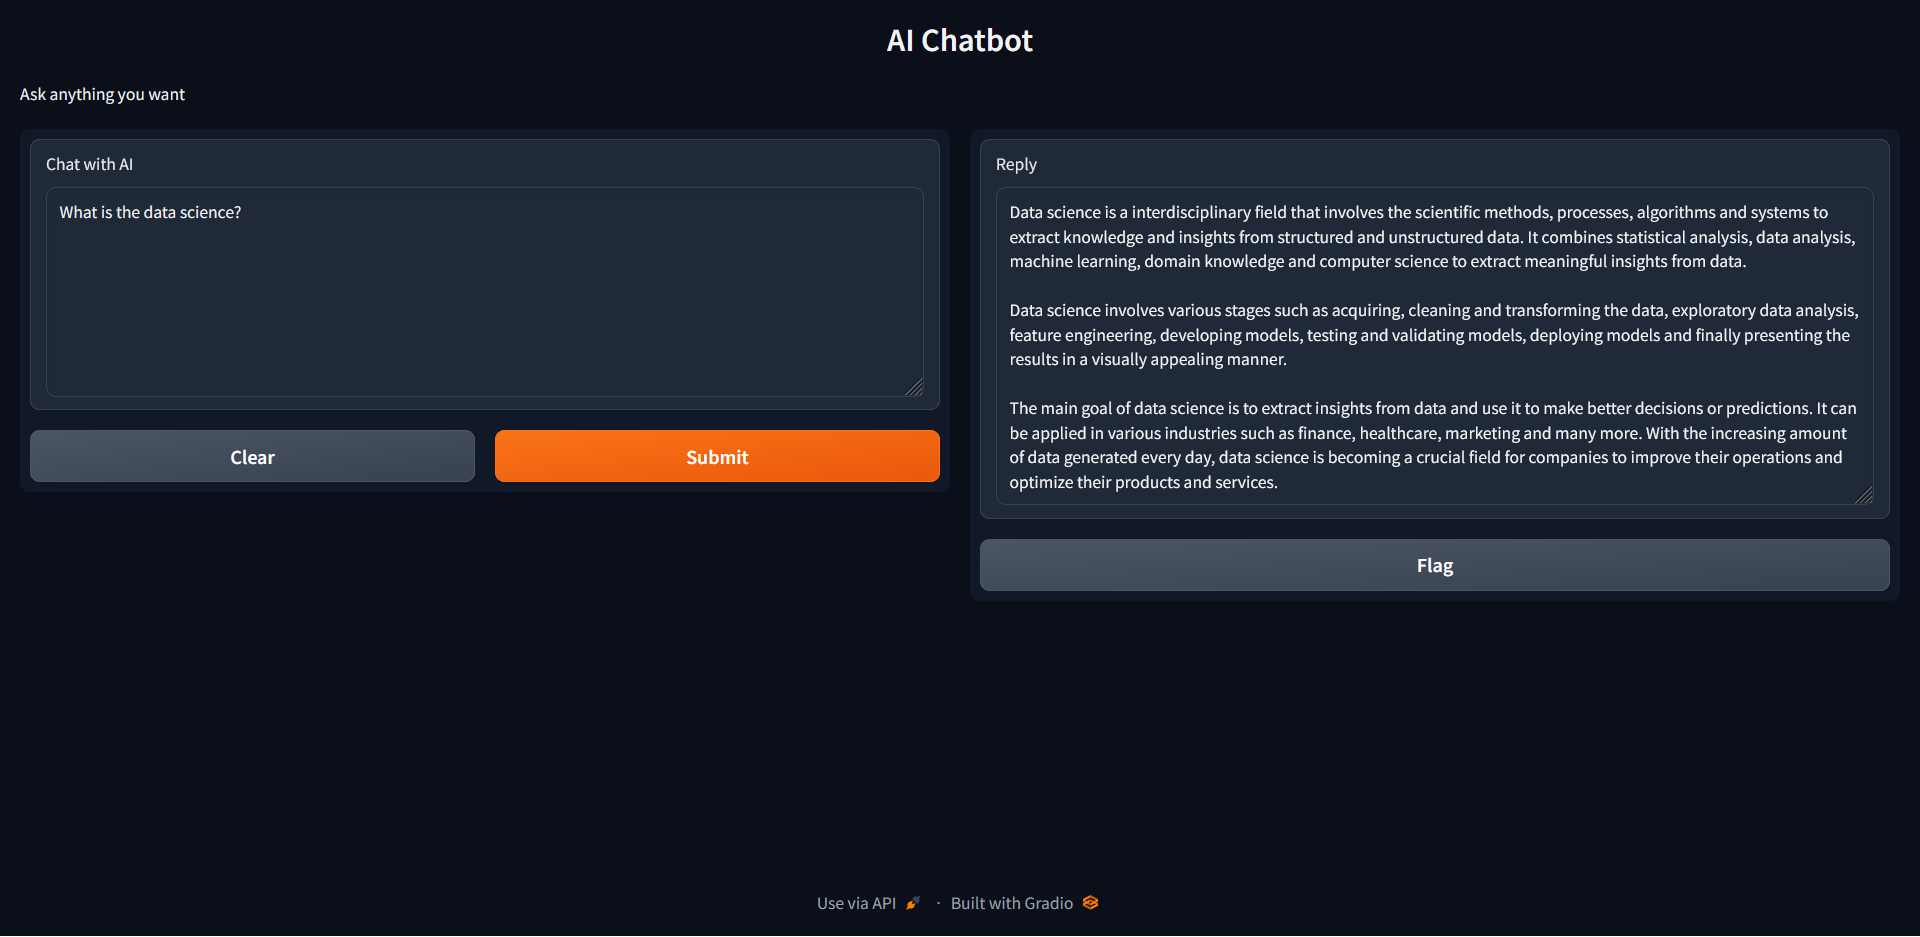 AI Chatbot
Ask anything you want
Chat with AI
What is the data science?
Clear
Submit
Reply
Data science is a interdisciplinary field that involves the scientific methods, processes, algorithms and systems to
extract knowledge and insights from structured and unstructured data. It combines statistical analysis, data analysis,
machine learning, domain knowledge and computer science to extract meaningful insights from data.
Data science involves various stages such as acquiring, cleaning and transforming the data, exploratory data analysis,
feature engineering, developing models, testing and validating models, deploying models and finally presenting the
results in a visually appealing manner.
The main goal of data science is to extract insights from data and use it to make better decisions or predictions. It can
be applied in various industries such as finance, healthcare, marketing and many more. With the increasing amount
of data generated every day, data science is becoming a crucial field for companies to improve their operations and
optimize their products and services.
Flag
Use via API · Built with Gradio